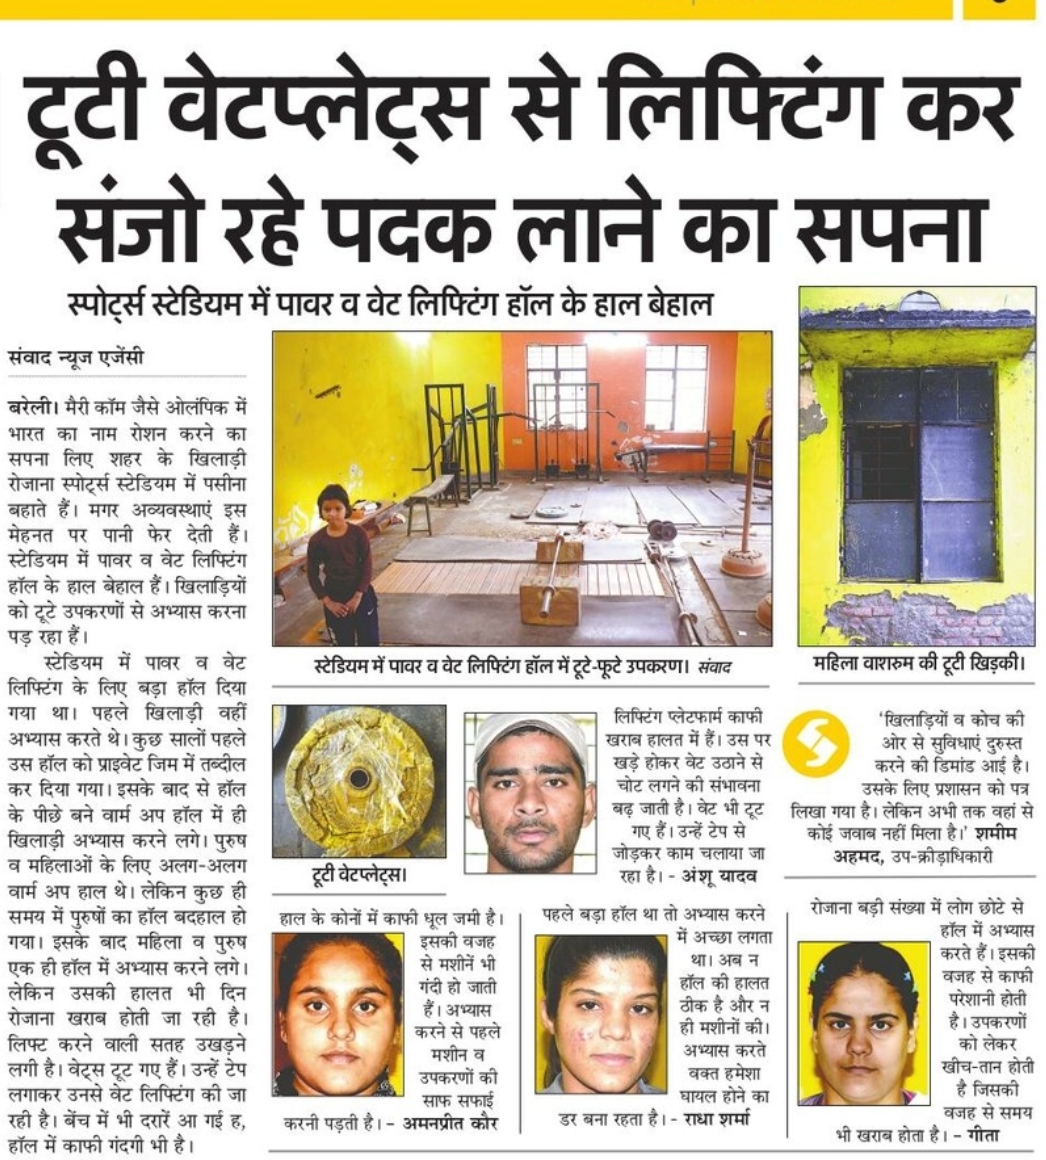 टूटी वेटप्लेट्स से लिफ्टिंग कर
संजो रहे पदक लाने का सपना
स्पोर्ट्स स्टेडियम में पावर व वेट लिफ्टिंग हॉल के हाल बेहाल
संवाद न्यूज एजेंसी
बरेली। मैरी कॉम जैसे ओलंपिक में
भारत का नाम रोशन करने का
सपना लिए शहर के खिलाड़ी
रोजाना स्पोर्ट्स स्टेडियम में पसीना
बहाते हैं। मगर अव्यवस्थाएं इस
मेहनत पर पानी फेर देती हैं।
स्टेडियम में पावर व वेट लिफ्टिंग
हॉल के हाल बेहाल हैं। खिलाड़ियों
को टूटे उपकरणों से अभ्यास करना
पड़ रहा हैं।
स्टेडियम में पावर व वेट
लिफ्टिंग के लिए बड़ा हॉल दिया
गया था। पहले खिलाड़ी वहीं
अभ्यास करते थे। कुछ सालों पहले
उस हॉल को प्राइवेट जिम में तब्दील
कर दिया गया। इसके बाद से हॉल
के पीछे बने वार्म अप हॉल में ही
खिलाड़ी अभ्यास करने लगे। पुरुष
व महिलाओं के लिए अलग-अलग
वार्म अप हाल थे। लेकिन कुछ ही
समय में पुरुषों का हॉल बदहाल हो
गया। इसके बाद महिला व पुरुष
एक ही हॉल में अभ्यास करने लगे।
लेकिन उसकी हालत भी दिन
रोजाना खराब होती जा रही है।
लिफ्ट करने वाली सतह उखड़ने
लगी है। वेट्स टूट गए हैं। उन्हें टेप
लगाकर उनसे वेट लिफ्टिंग की जा
रही है। बेंच में भी दरारें आ गई ह,
हॉल में काफी गंदगी भी है।
स्टेडियम में पावर व वेट लिफ्टिंग हॉल में टूटे-फूटे उपकरण। संवाद
महिला वाशरुम की टूटी खिड़की।
टूटी वेटप्लेट्स।
लिफ्टिंग प्लेटफार्म काफी
खराब हालत में हैं। उस पर
खड़े होकर वेट उठाने से
चोट लगने की संभावना
बढ़ जाती है। वेट भी टूट
गए हैं। उन्हें टेप से
जोड़कर काम चलाया जा
रहा है। - अंशू यादव
'खिलाड़ियों व कोच की
ओर से सुविधाएं दुरुस्त
करने की डिमांड आई है।
उसके लिए प्रशासन को पत्र
लिखा गया है। लेकिन अभी तक वहां से
कोई जवाब नहीं मिला है।' शमीम
अहमद, उप-क्रीड़ाधिकारी
हाल के कोनों में काफी धूल जमी है।
इसकी वजह
से मशीनें भी
गंदी हो जाती
हैं। अभ्यास
करने से पहले
मशीन व
उपकरणों की
साफ सफाई
करनी पड़ती है। - अमनप्रीत कौर
पहले बड़ा हॉल था तो अभ्यास करने
में अच्छा लगता
था। अब न
हॉल की हालत
ठीक है और न
ही मशीनों की।
अभ्यास करते
वक्त हमेशा
घायल होने का
डर बना रहता है। - राधा शर्मा
रोजाना बड़ी संख्या में लोग छोटे से
हॉल में अभ्यास
करते हैं। इसकी
वजह से काफी
परेशानी होती
है। उपकरणों
को लेकर
खीच-तान होती
है जिसकी
वजह से समय
भी खराब होता है। - गीता